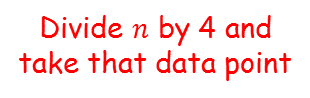 Divide n by 4 and
take that data point